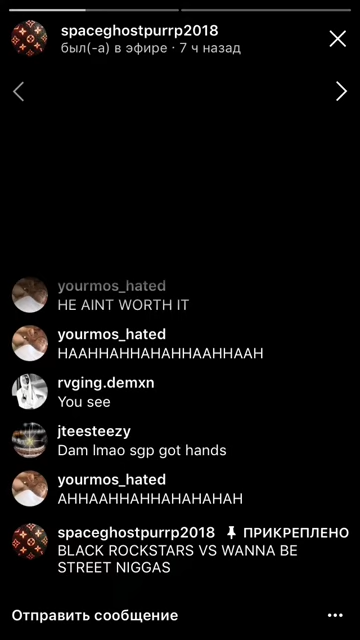 spaceghostpurrp2018
был(-а) в эфире · 7 ч назад
yourmos_hated
HE AINT WORTH IT
yourmos_hated
HAAHHAHHAHAHHAAHHAAH
rvging.demxn
You see
jteesteezy
Dam lmao sgp got hands
yourmos_hated
AHHAAHHAHHAHAHAHAH
spaceghostpurrp2018 ПРИКРЕПЛЕНО
BLACK ROCKSTARS VS WANNA BE
STREET NIGGAS
Отправить сообщение